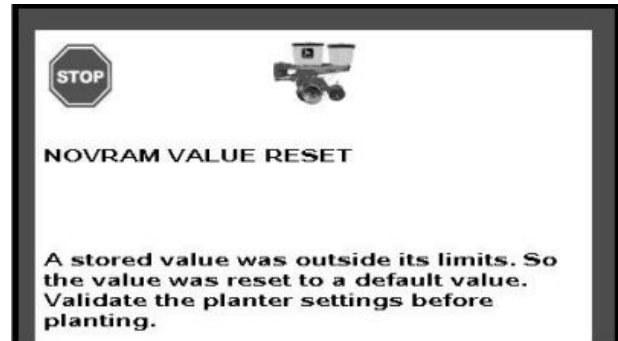 STOP
NOVRAM VALUE RESET
A stored value was outside its limits. So
the value was reset to a default value.
Validate the planter settings before
planting.